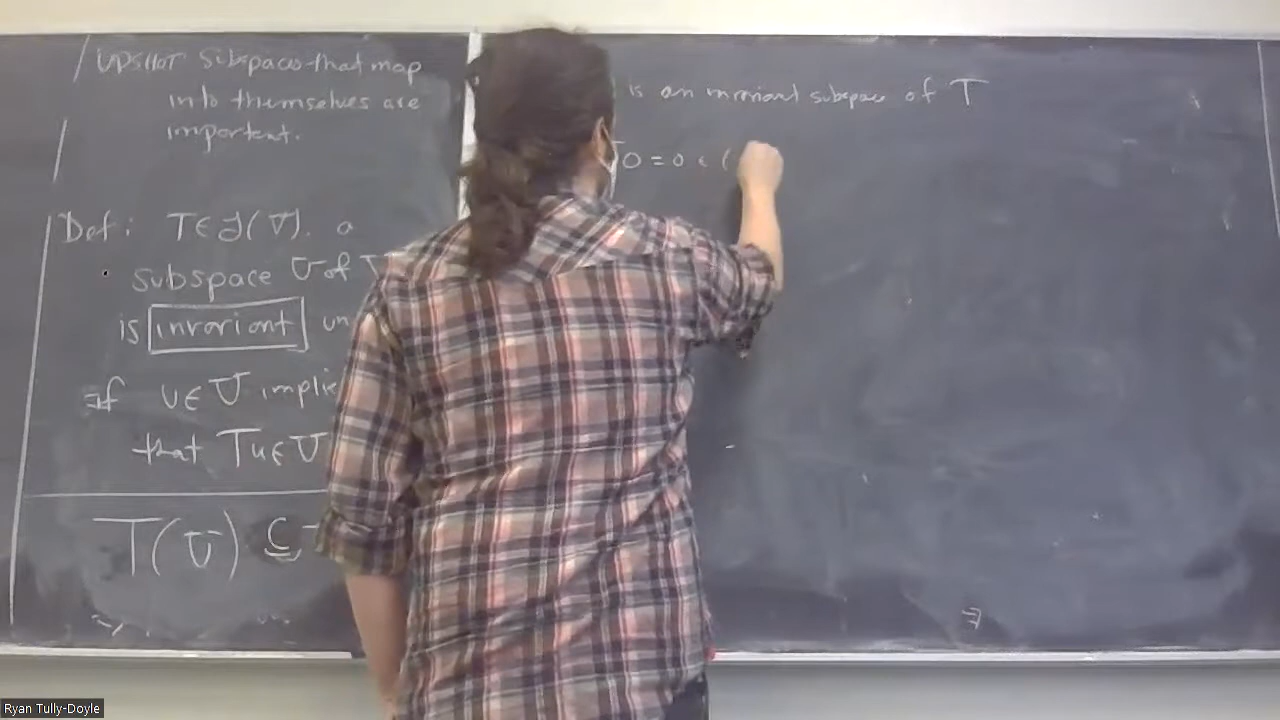 UPSHOT Subspaces that map
into themselves are
important.
Def: T∈L(V). a
subspace U of V
is invariant un
if u∈U implie
that Tu∈U
T(U) ⊆
is an invariant subspace of T
T0 = 0 ∈ (
Ryan Tully-Doyle